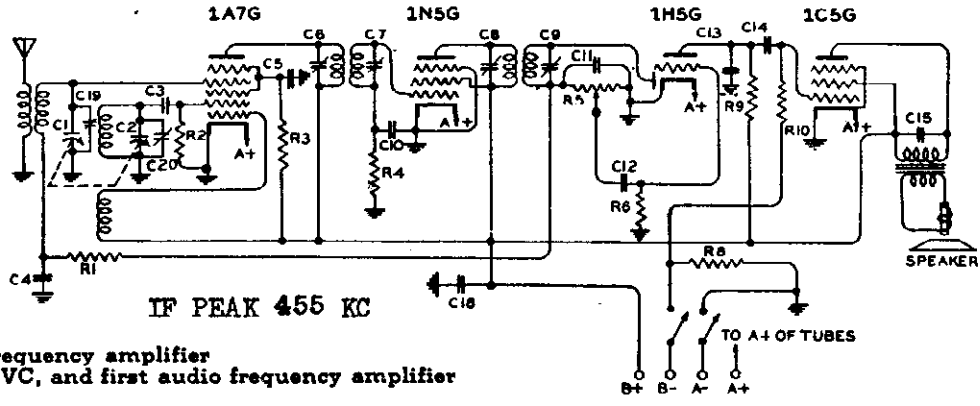 1A7G 1N5G 1H5G 1C5G
C6 C7 C8 C9 C13 C14
C5 C11
C19 C3 R5 A+ R9 C15
C1 C2 R2 R3 R10 A+
A+ C10 A+
C20 R4 C12
R6
R8
R1
C4 SPEAKER
C16
IF PEAK 455 KC
TO A+ OF TUBES
requency amplifier
VC, and first audio frequency amplifier
B+ B- A- A+